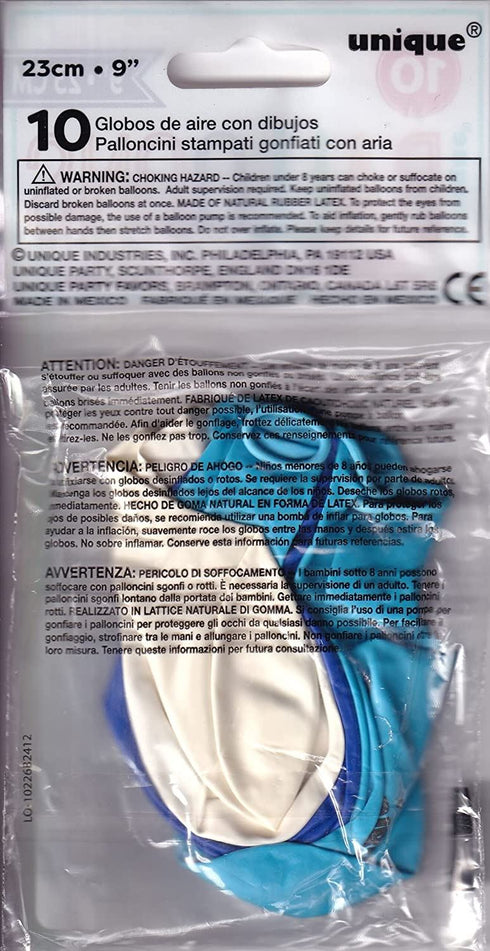 unique®
23cm • 9”
10 Globos de aire con dibujos
Palloncini stampati gonfiati con aria
⚠ WARNING: CHOKING HAZARD -- Children under 8 years can choke or suffocate on
uninflated or broken balloons. Adult supervision required. Keep uninflated balloons from children.
Discard broken balloons at once. MADE OF NATURAL RUBBER LATEX. To protect the eyes from
possible damage, the use of a balloon pump is recommended. To aid inflation, gently rub balloons
between hands then stretch balloons. Do not over inflate. Please keep details for future reference.
© UNIQUE INDUSTRIES, INC. PHILADELPHIA, PA 19112 USA
UNIQUE PARTY, SCUNTHORPE, ENGLAND DN16 1DE
UNIQUE PARTY FAVORS, BRAMPTON, ONTARIO, CANADA L6T 5R5
MADE IN MEXICO FABRIQUÉ EN MEXIQUE HECHO EN MEXICO CE
ATTENTION: DANGER D'ÉTOUFFEMENT
s'étouffer ou suffoquer avec des ballons non gonflés
assurée par les adultes. Tenir les ballons non gonflés à
ballons brisés immédiatement. FABRIQUÉ DE LATEX DE
protéger les yeux contre tout danger possible, l'utilisation
recommandée. Afin d'aider le gonflage, frottez délicatement
étirez-les. Ne les gonflez pas trop. Conservez ces renseignements pour
ADVERTENCIA: PELIGRO DE AHOGO -- Niños menores de 8 años pueden ahogarse
o asfixiarse con globos desinflados o rotos. Se requiere la supervisión por parte de adultos.
Mantenga los globos desinflados lejos del alcance de los niños. Deseche los globos rotos
inmediatamente. HECHO DE GOMA NATURAL EN FORMA DE LATEX. Para proteger los
ojos de posibles daños, se recomienda utilizar una bomba de inflar para globos. Para
ayudar a la inflación, suavemente roce los globos entre las manos y después estira los
globos. No sobre inflamar. Conserve esta información para futuras referencias.
AVVERTENZA: PERICOLO DI SOFFOCAMENTO -- I bambini sotto 8 anni possono
soffocare con palloncini sgonfi o rotti. È necessaria la supervisione di un adulto. Tenere i
palloncini sgonfi lontano dalla portata dei bambini. Gettare immediatamente i palloncini
rotti. REALIZZATO IN LATTICE NATURALE DI GOMMA. Si consiglia l'uso di una pompa per
gonfiare i palloncini per proteggere gli occhi da qualsiasi danno possibile. Per facilitare il
gonfiaggio, strofinare tra le mani e allungare i palloncini. Non gonfiare i palloncini oltre la
loro misura. Tenere queste informazioni per futura consultazione.
LO-1022682412